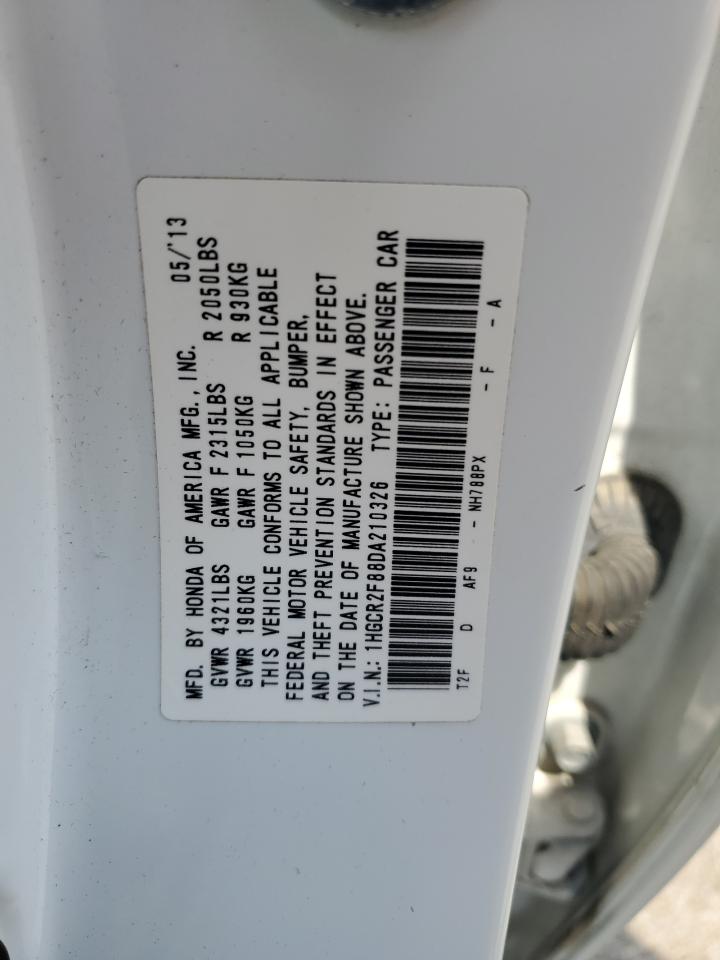 MFD. BY HONDA OF AMERICA MFG., INC. 05/'13
GVWR 4321LBS GAWR F 2315LBS R 2050LBS
GVWR 1960KG GAWR F 1050KG R 930KG
THIS VEHICLE CONFORMS TO ALL APPLICABLE
FEDERAL MOTOR VEHICLE SAFETY, BUMPER,
AND THEFT PREVENTION STANDARDS IN EFFECT
ON THE DATE OF MANUFACTURE SHOWN ABOVE.
V.I.N.: 1HGCR2F88DA210326 TYPE: PASSENGER CAR
T2F D AF9 - NH788PX - F - A